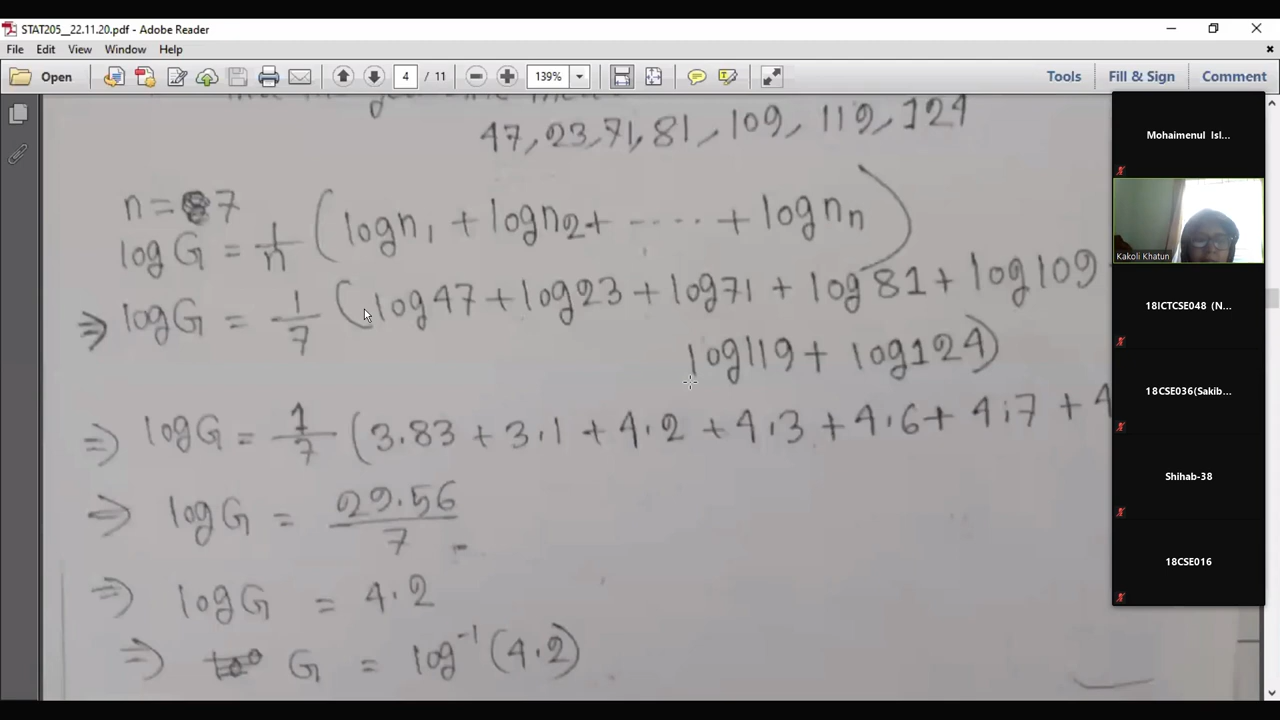 STAT205__22.11.20.pdf - Adobe Reader
File Edit View Window Help
Open 4 / 11 139% Tools Fill & Sign Comment
47, 23, 71, 81, 109, 119, 124
n = 7
log G = 1/n (log n₁ + log n₂ + ..... + log nₙ)
⇒ log G = 1/7 (log 47 + log 23 + log 71 + log 81 + log 109
log 119 + log 124)
⇒ log G = 1/7 (3.83 + 3.1 + 4.2 + 4.3 + 4.6 + 4.7 + 4
⇒ log G = 29.56/7
⇒ log G = 4.2
⇒ G = log⁻¹ (4.2)
Mohaimenul Isl...
Kakoli Khatun
18ICTCSE048 (N...
18CSE036(Sakib...
Shihab-38
18CSE016